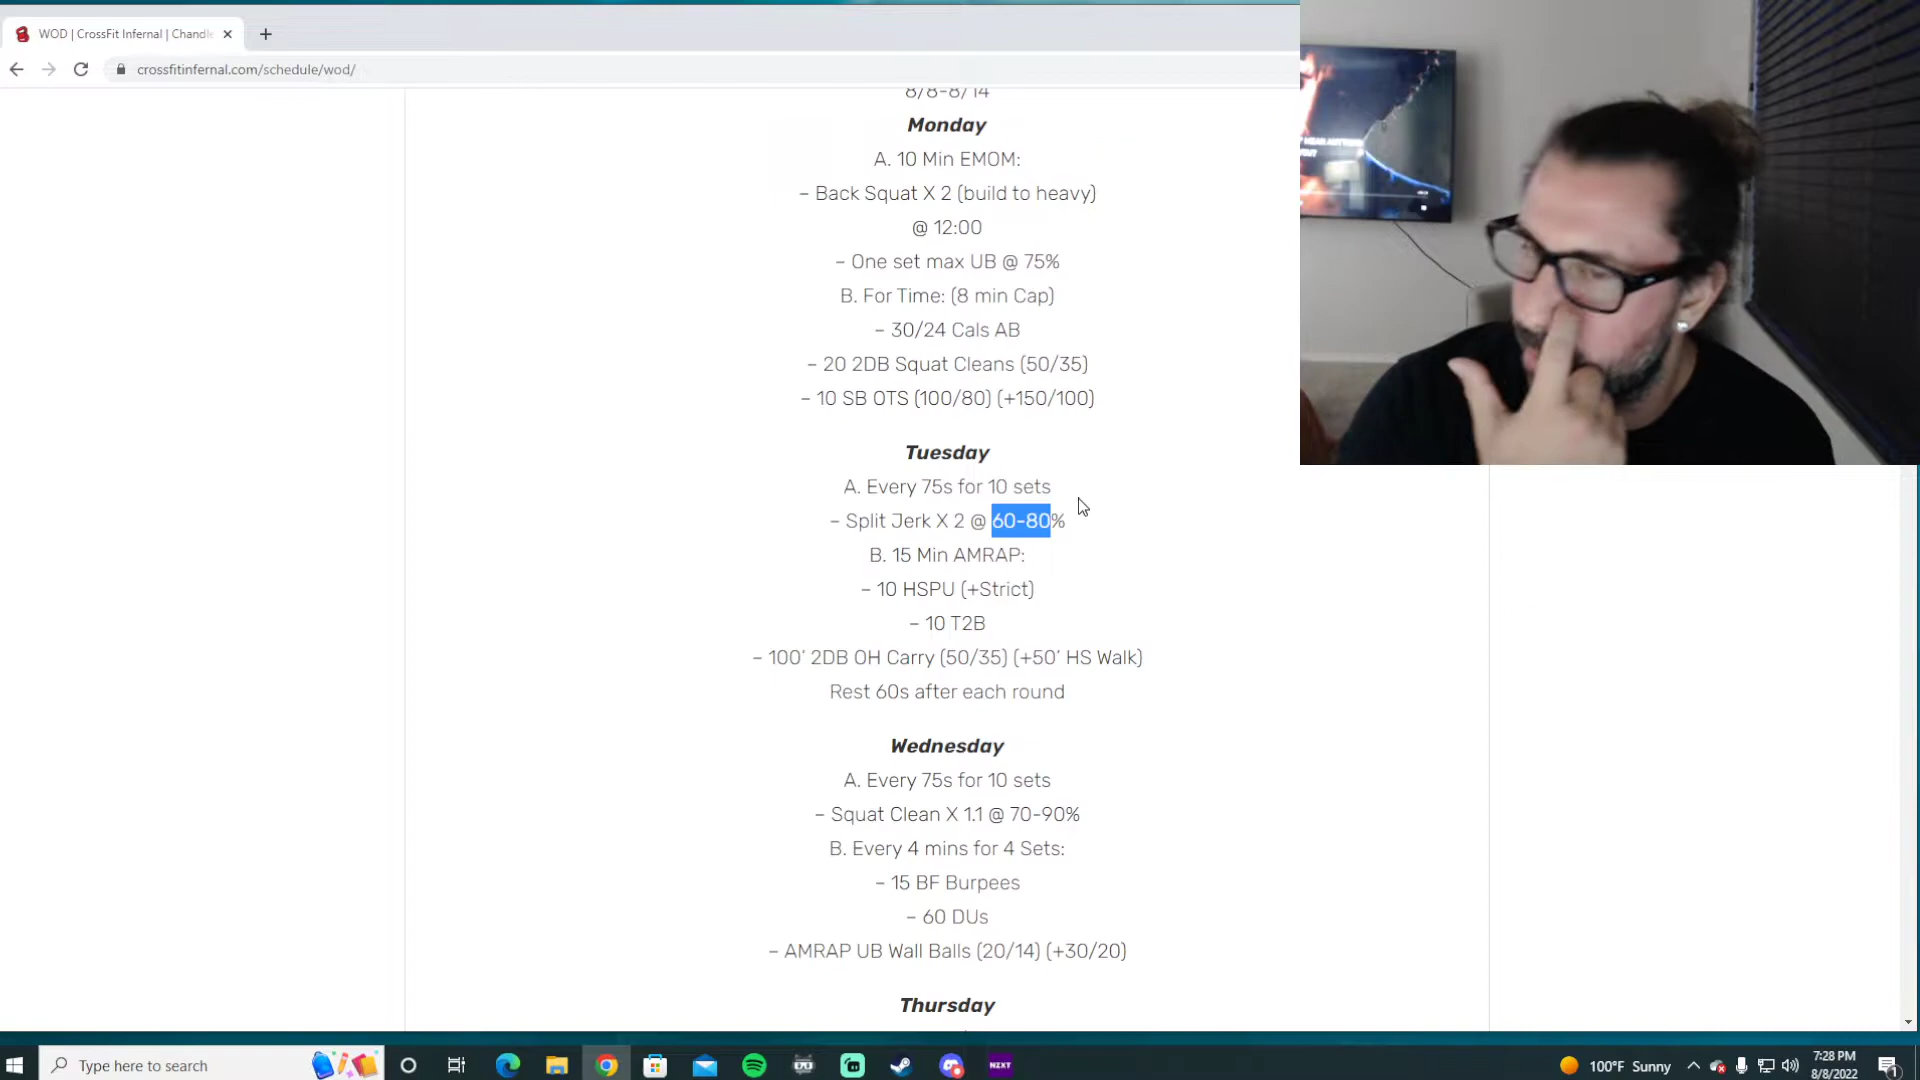 WOD | CrossFit Infernal | Chandle
crossfitinfernal.com/schedule/wod/
8/8-8/14
Monday
A. 10 Min EMOM:
– Back Squat X 2 (build to heavy)
@ 12:00
– One set max UB @ 75%
B. For Time: (8 min Cap)
– 30/24 Cals AB
– 20 2DB Squat Cleans (50/35)
– 10 SB OTS (100/80) (+150/100)
Tuesday
A. Every 75s for 10 sets
– Split Jerk X 2 @ 60-80%
B. 15 Min AMRAP:
– 10 HSPU (+Strict)
– 10 T2B
– 100’ 2DB OH Carry (50/35) (+50’ HS Walk)
Rest 60s after each round
Wednesday
A. Every 75s for 10 sets
– Squat Clean X 1.1 @ 70-90%
B. Every 4 mins for 4 Sets:
– 15 BF Burpees
– 60 DUs
– AMRAP UB Wall Balls (20/14) (+30/20)
Thursday
Type here to search
NEXT
100°F Sunny
7:28 PM
8/8/2022
1